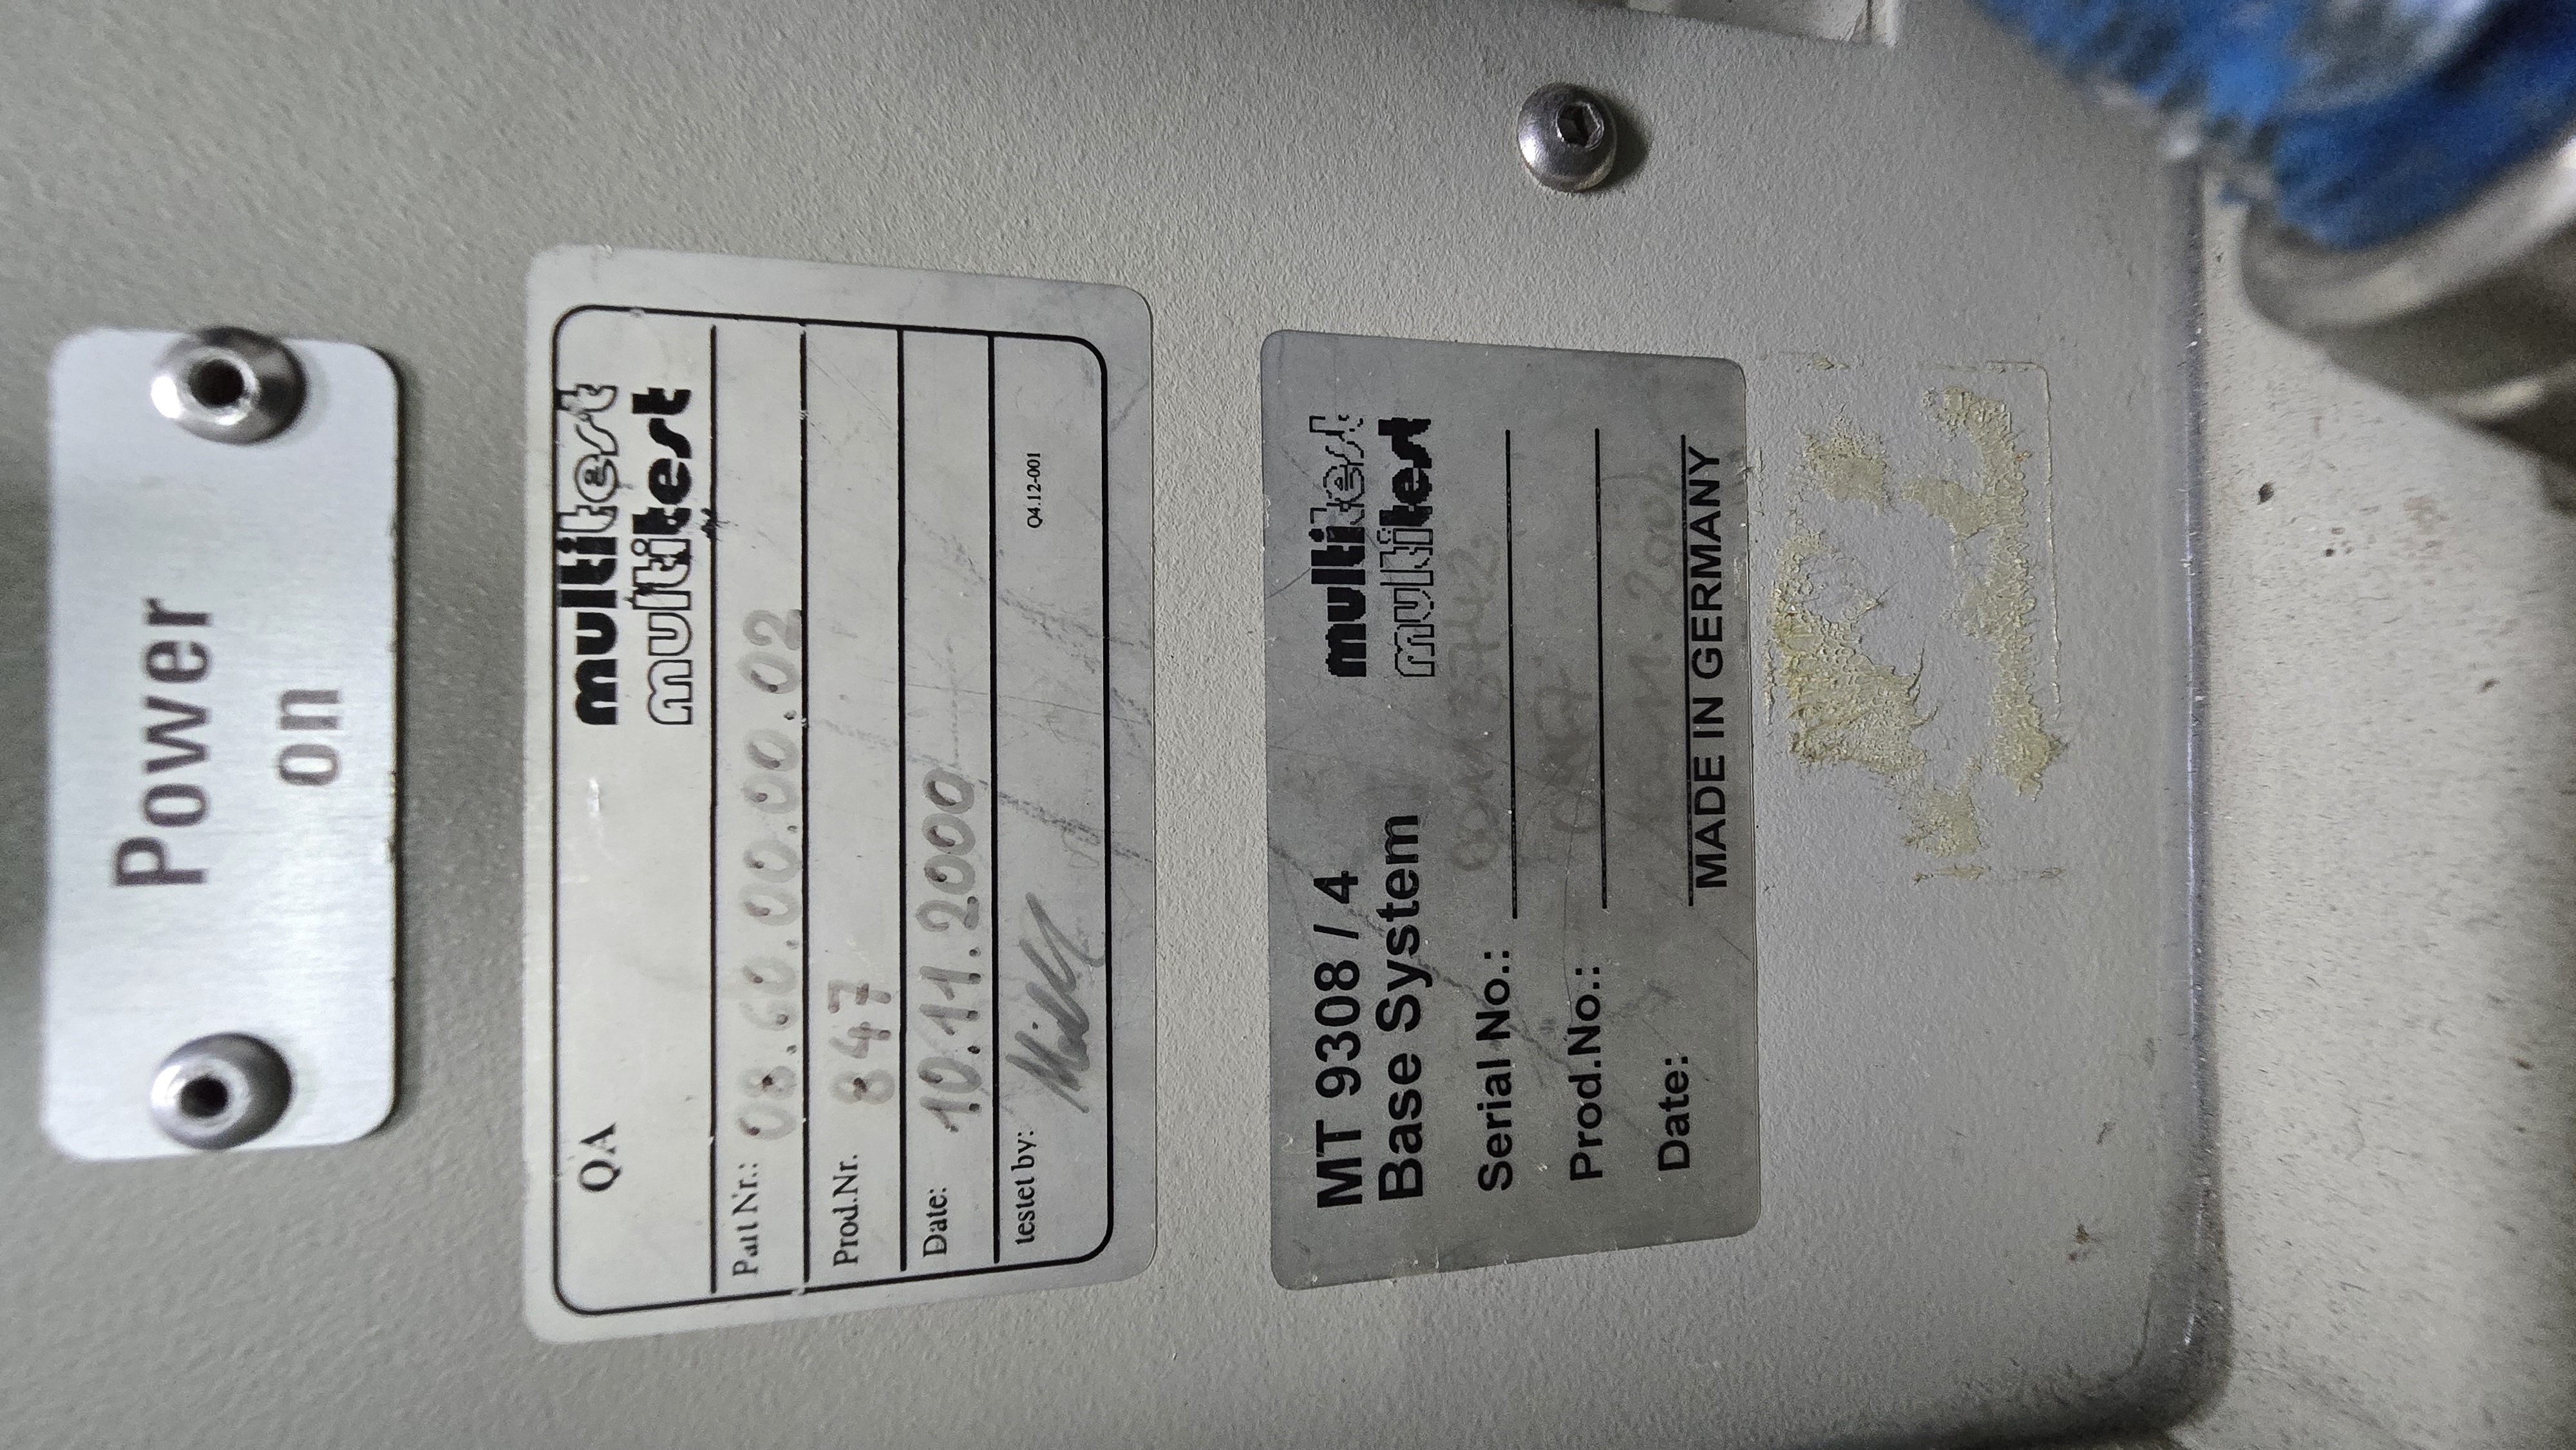 Power
on
QA
multitest
multitest
Part Nr.: 08.60.00.00.02
Prod.Nr. 847
Date: 10.11.2000
testet by:
Q4.12-001
MT 9308 / 4
Base System
multitest
multitest
Serial No.:
Prod.No.:
Date:
MADE IN GERMANY